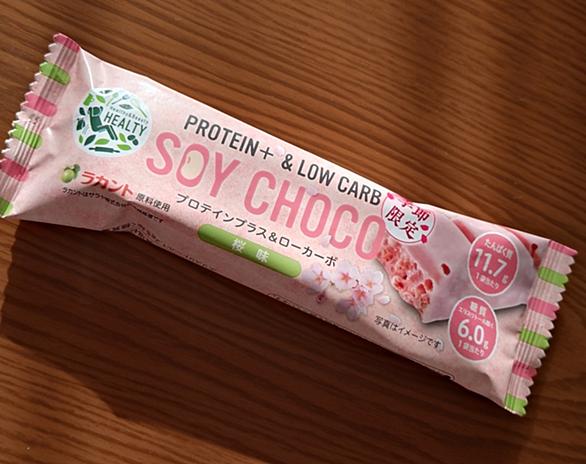 Healthy&Beauty
HEALTY
PROTEIN+ & LOW CARB
SOY CHOCO
ラカント 原料使用
プロテインプラス&ローカーボ
桜味
季節
限定
たんぱく質
11.7g
1袋当たり
糖質
6.0g
1袋当たり
写真はイメージです